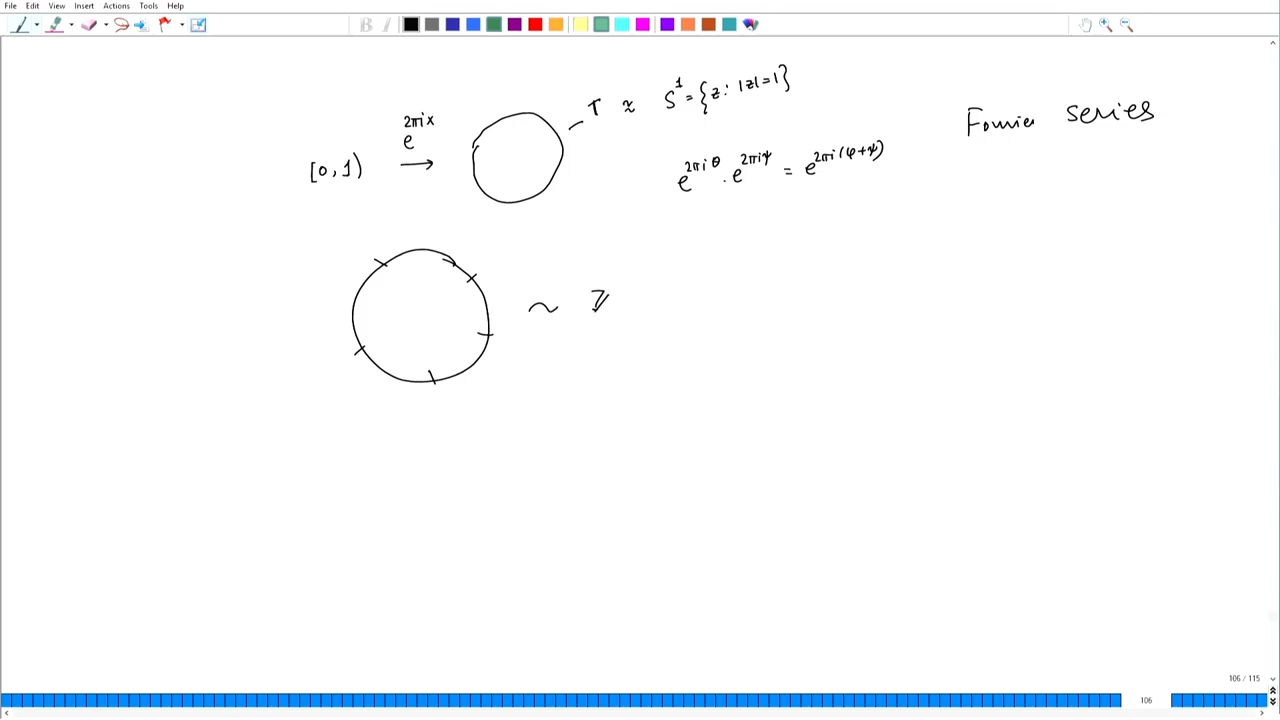 File Edit View Insert Actions Tools Help
B I
[0,1) e^{2πix} → T ≈ S^1 = {z: |z|=1}
Fourier series
e^{2πiθ} · e^{2πiψ} = e^{2πi(φ+ψ)}
~ ℤ
106 / 115
106